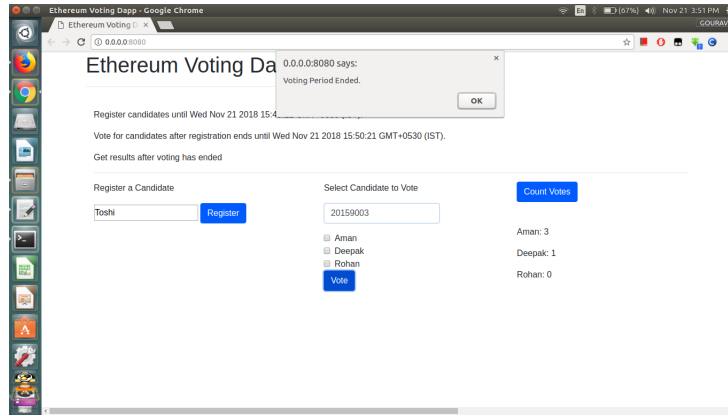 Ethereum Voting Dapp - Google Chrome
En
(67%)
Nov 21 3:51 PM
Ethereum Voting D
GOURAV
0.0.0.0:8080
Ethereum Voting Da
0.0.0.0:8080 says:
Voting Period Ended.
OK
Register candidates until Wed Nov 21 2018 15:4
Vote for candidates after registration ends until Wed Nov 21 2018 15:50:21 GMT+0530 (IST).
Get results after voting has ended
Register a Candidate
Toshi
Register
Select Candidate to Vote
20159003
Aman
Deepak
Rohan
Vote
Count Votes
Aman: 3
Deepak: 1
Rohan: 0